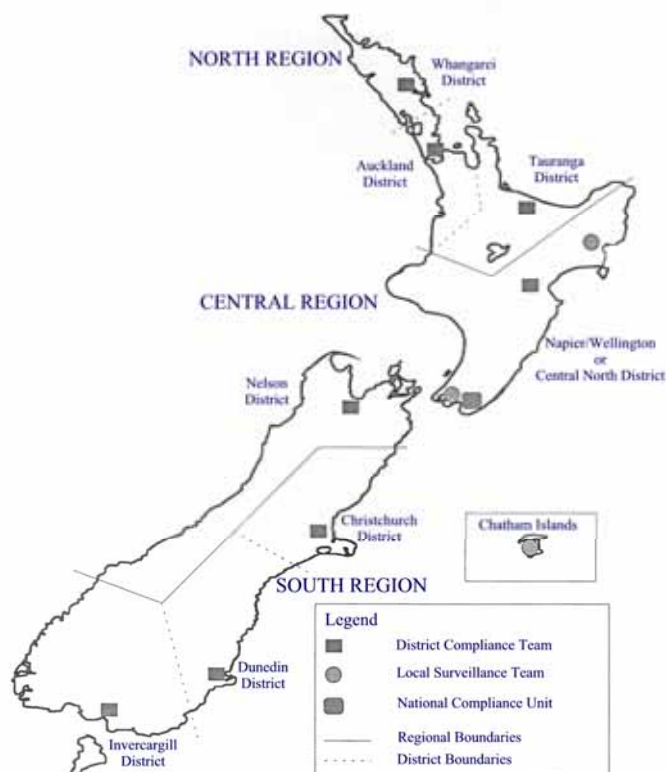 NORTH REGION
Whangarei
District
Auckland
District
Tauranga
District
CENTRAL REGION
Napier/Wellington
or
Central North District
Nelson
District
Christchurch
District
Chatham Islands
SOUTH REGION
Dunedin
District
Invercargill
District
Legend
District Compliance Team
Local Surveillance Team
National Compliance Unit
Regional Boundaries
District Boundaries